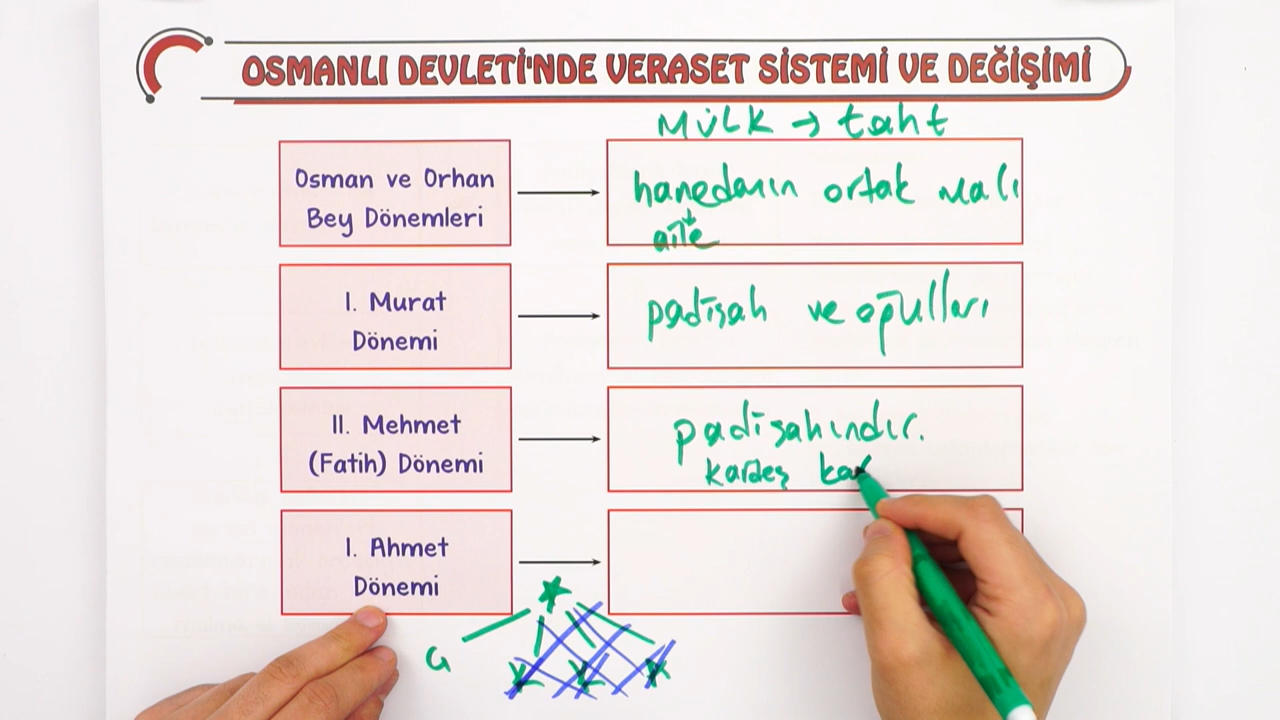 OSMANLI DEVLETİ'NDE VERASET SİSTEMİ VE DEĞİŞİMİ
MÜLK → taht
Osman ve Orhan
Bey Dönemleri
hanedanın ortak malı
aile
I. Murat
Dönemi
padişah ve oğulları
II. Mehmet
(Fatih) Dönemi
padişahındır.
kardeş
I. Ahmet
Dönemi